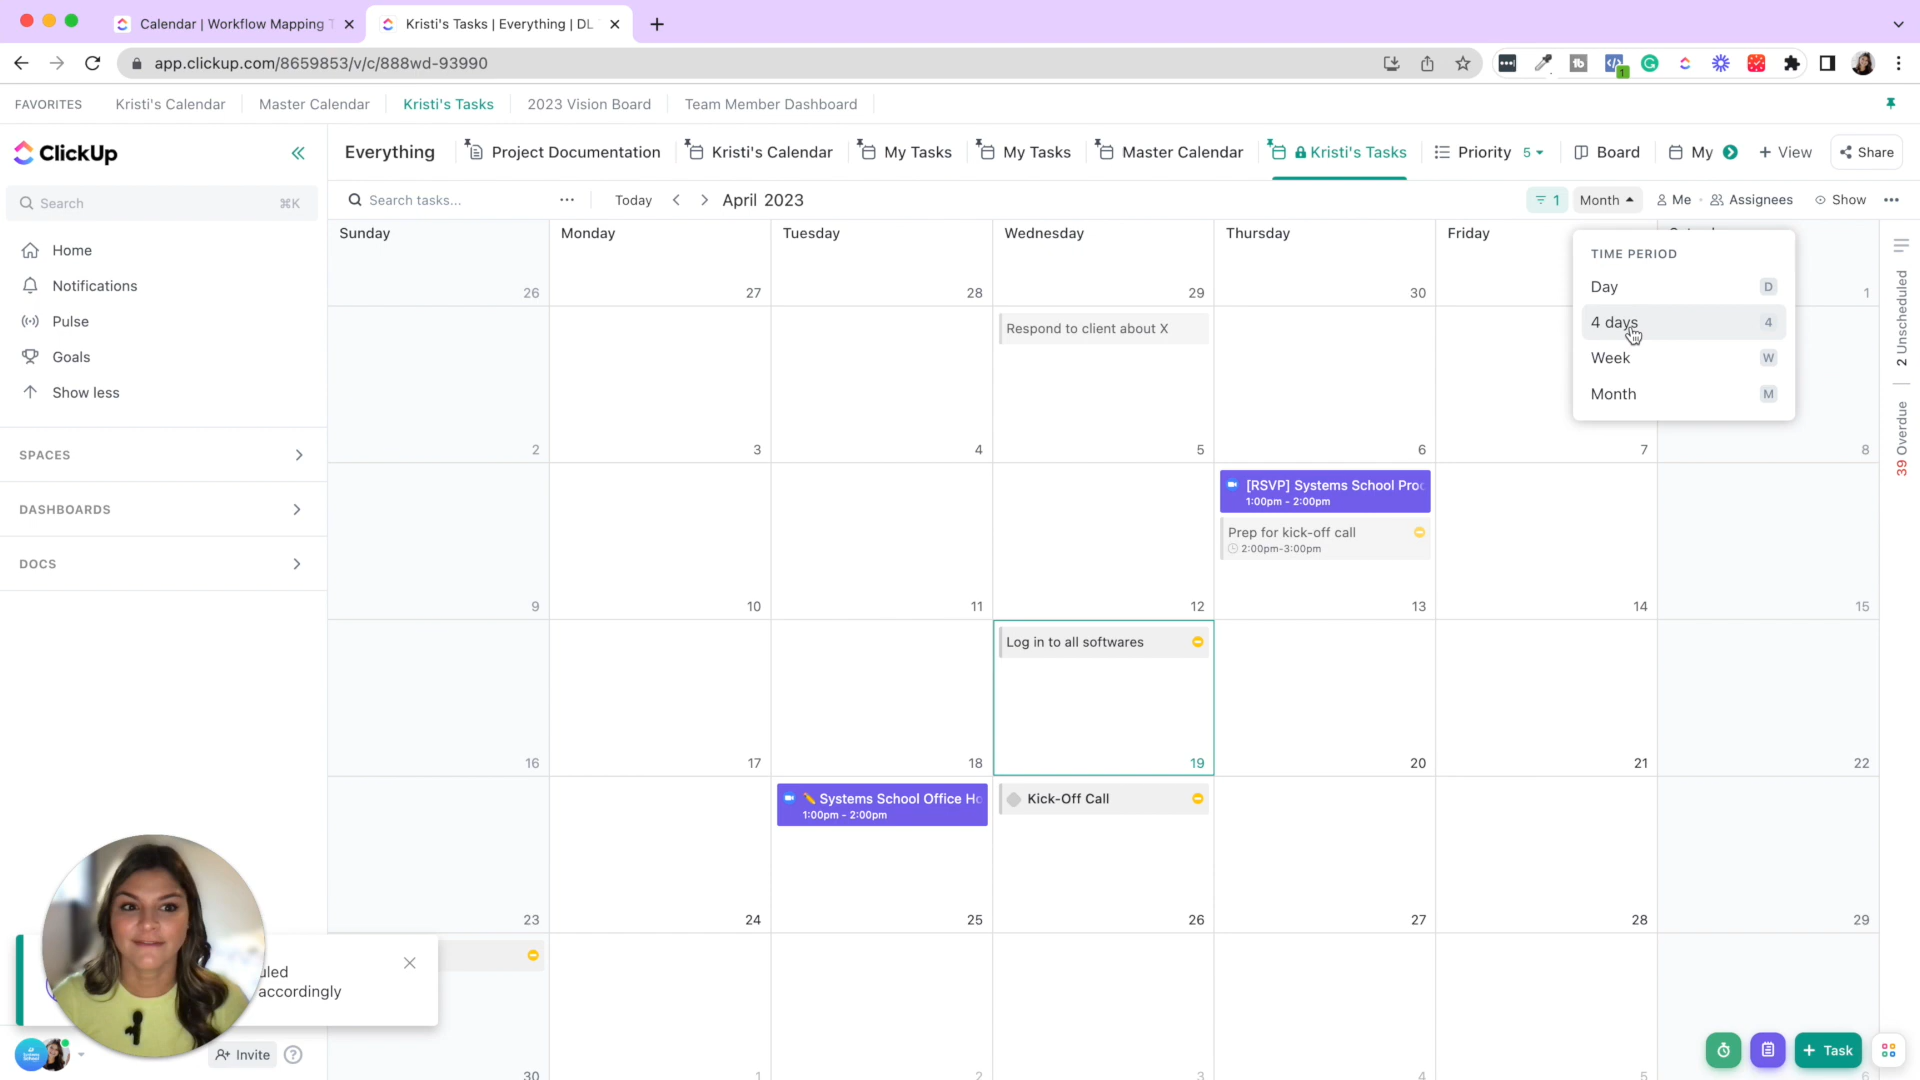 Calendar | Workflow Mapping
Kristi's Tasks | Everything | DL
app.clickup.com/8659853/v/c/888wd-93990
1
FAVORITES
Kristi's Calendar
Master Calendar
Kristi's Tasks
2023 Vision Board
Team Member Dashboard
ClickUp
Search
⌘K
Home
Notifications
Pulse
Goals
Show less
SPACES
DASHBOARDS
DOCS
Everything
Project Documentation
Kristi's Calendar
My Tasks
My Tasks
Master Calendar
Kristi's Tasks
Priority 5
Board
My
+ View
Share
Search tasks...
Today
April 2023
1
Month
Me
Assignees
Show
Sunday
Monday
Tuesday
Wednesday
Thursday
Friday
26
27
28
29
30
1
TIME PERIOD
Day D
4 days 4
Week W
Month M
2 Unscheduled
39 Overdue
Respond to client about X
2
3
4
5
6
7
8
[RSVP] Systems School Proc
1:00pm - 2:00pm
Prep for kick-off call
2:00pm-3:00pm
9
10
11
12
13
14
15
Log in to all softwares
16
17
18
19
20
21
22
✏️ Systems School Office Ho
1:00pm - 2:00pm
Kick-Off Call
23
24
25
26
27
28
29
uled
accordingly
30
1
2
3
4
5
6
Invite
?
+ Task